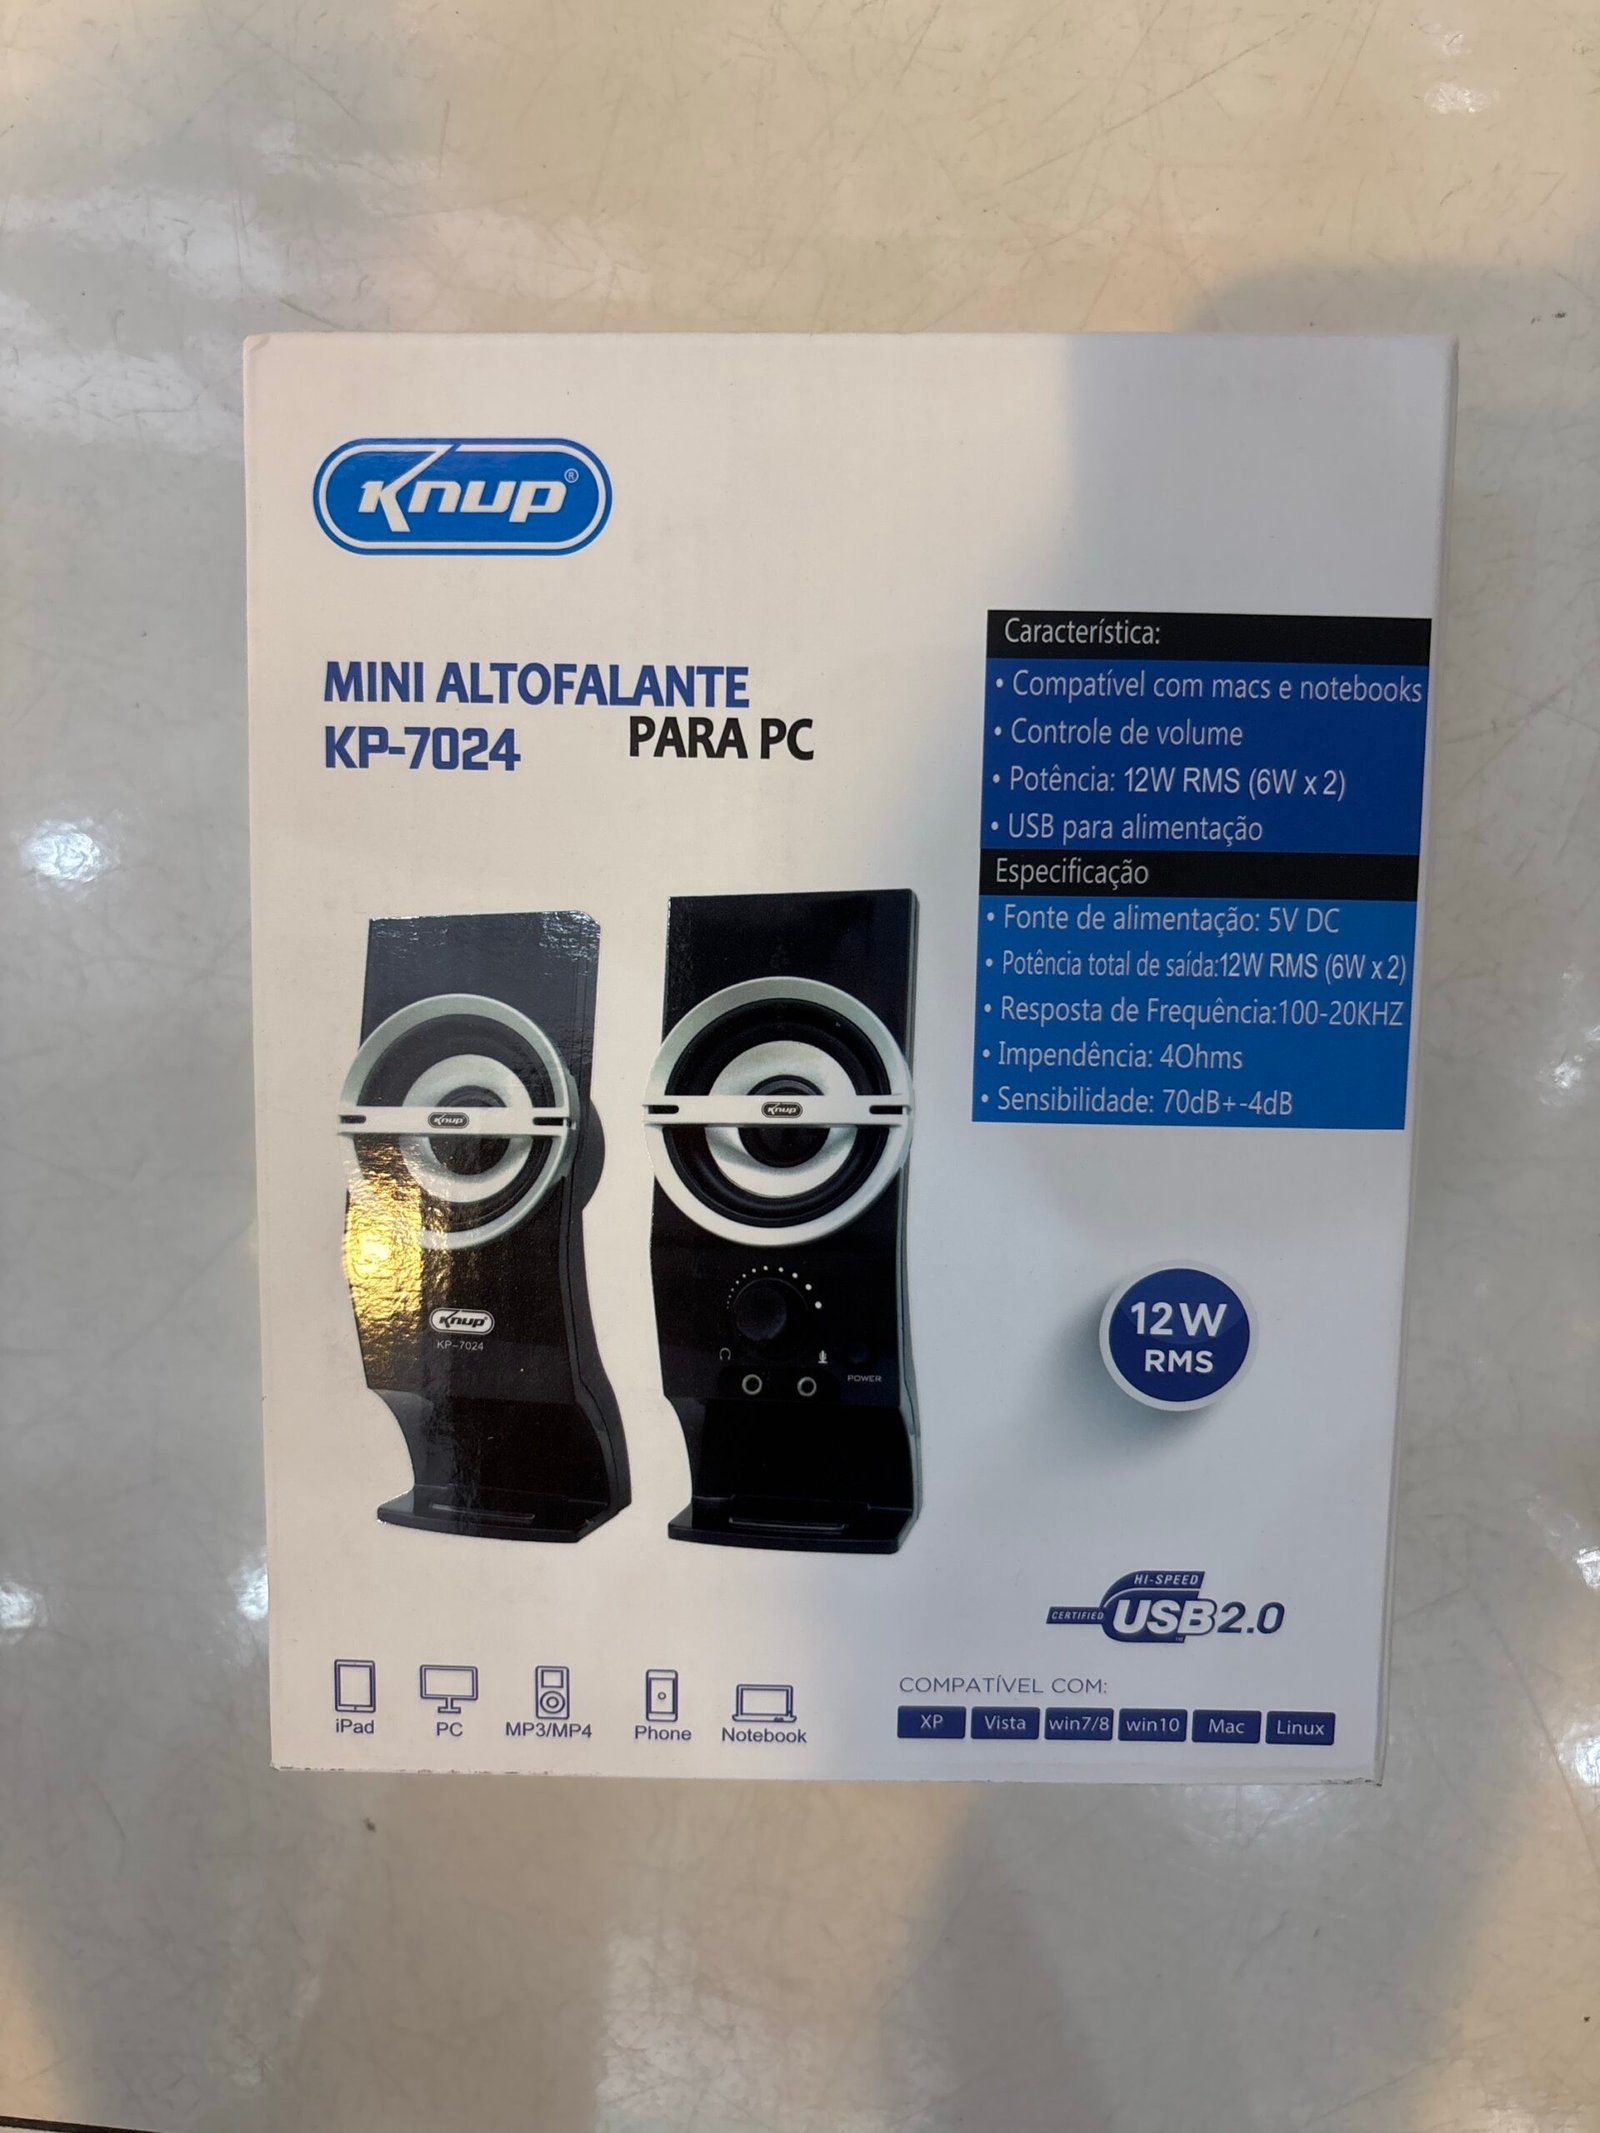 Knup®
MINI ALTOFALANTE
KP-7024 PARA PC
Característica:
• Compatível com macs e notebooks
• Controle de volume
• Potência: 12W RMS (6W x 2)
• USB para alimentação
Especificação
• Fonte de alimentação: 5V DC
• Potência total de saída:12W RMS (6W x 2)
• Resposta de Frequência:100-20KHZ
• Impendência: 4Ohms
• Sensibilidade: 70dB+-4dB
Knup
Knup
Knup
KP-7024
POWER
12W
RMS
HI-SPEED
CERTIFIED USB 2.0
iPad PC MP3/MP4 Phone Notebook
COMPATÍVEL COM:
XP Vista win7/8 win10 Mac Linux